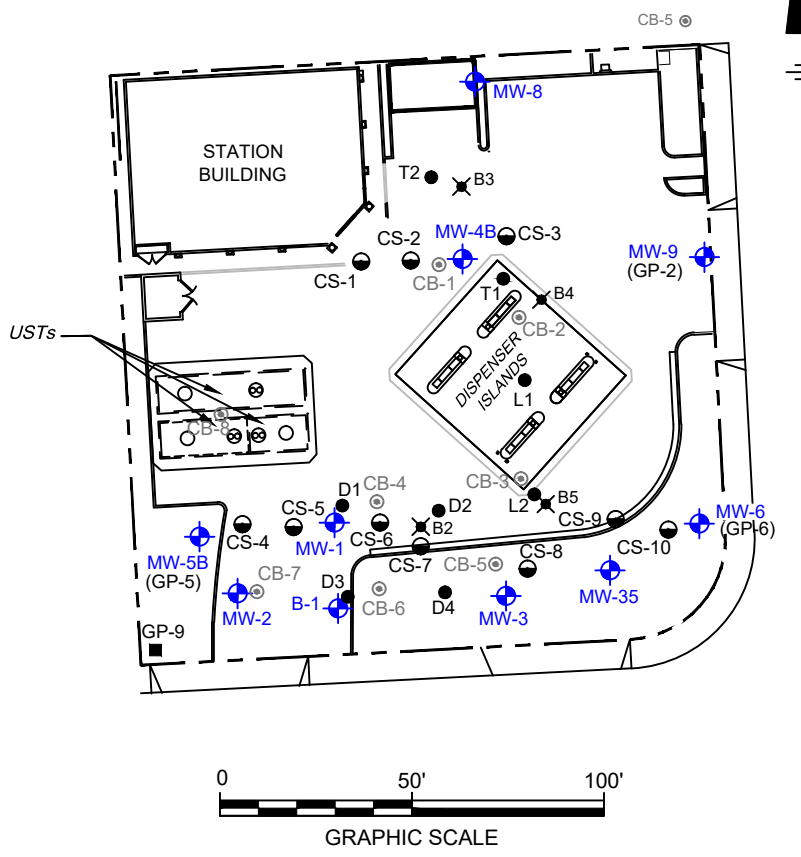 CB-5
MW-8
STATION
BUILDING
T2
B3
MW-4B
CS-3
CS-2
CS-1
CB-1
MW-9
(GP-2)
T1
B4
CB-2
USTs
DISPENSER
ISLANDS
L1
CB-8
CB-3
L2
B5
D1
CB-4
D2
CS-5
CS-4
MW-1
CS-6
B2
CS-7
CS-9
CS-10
MW-6
(GP-6)
MW-5B
(GP-5)
CB-7
MW-2
D3
B-1
CB-6
CB-5
CS-8
D4
MW-3
MW-35
GP-9
0
50'
100'
GRAPHIC SCALE